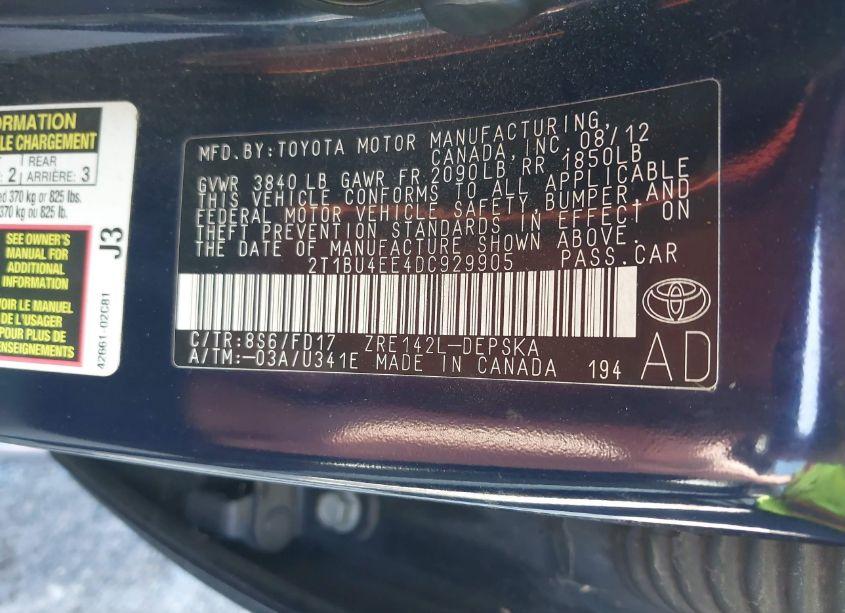 ORMATION
LE CHARGEMENT
REAR
2 ARRIÈRE: 3
ed 370 kg or 825 lbs.
370 kg ou 825 lb.
SEE OWNER'S
MANUAL FOR
ADDITIONAL
INFORMATION
VOIR LE MANUEL
DE L'USAGER
POUR PLUS DE
RENSEIGNEMENTS
J3
42661-02C81
MFD.BY:TOYOTA MOTOR MANUFACTURING,
CANADA, INC. 08/12
GVWR 3840 LB GAWR FR 2090LB RR 1850LB
THIS VEHICLE CONFORMS TO ALL APPLICABLE
FEDERAL MOTOR VEHICLE SAFETY, BUMPER,AND
THEFT PREVENTION STANDARDS IN EFFECT ON
THE DATE OF MANUFACTURE SHOWN ABOVE.
2T1BU4EE4DC929905 PASS.CAR
C/TR:8S6/FD17 ZRE142L-DEPSKA
A/TM:-03A/U341E MADE IN CANADA 194
AD